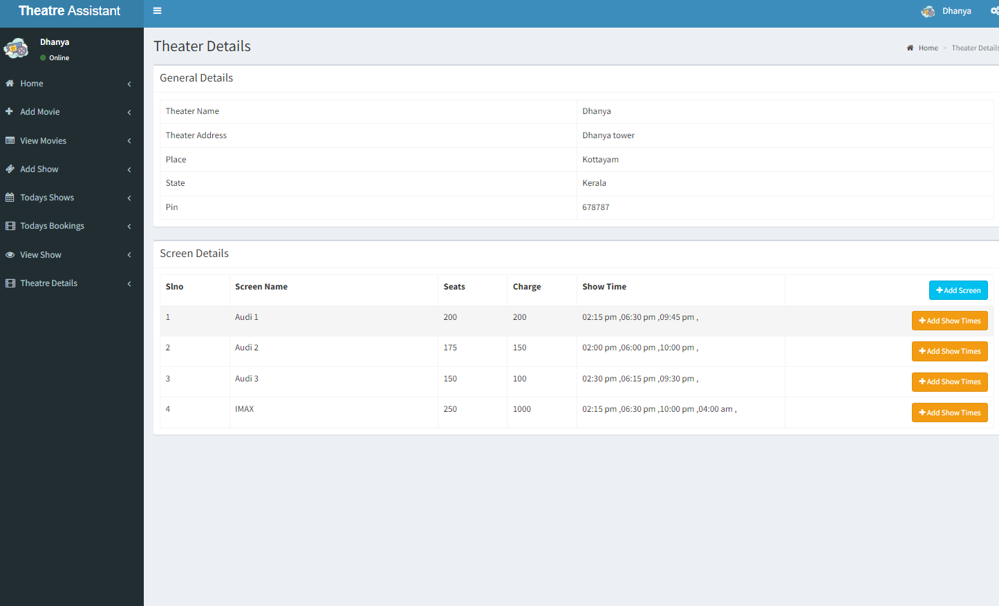 Theatre Assistant
Dhanya
Dhanya
Online
Home
Add Movie
View Movies
Add Show
Todays Shows
Todays Bookings
View Show
Theatre Details
Theater Details
Home > Theater Details
General Details
Theater Name Dhanya
Theater Address Dhanya tower
Place Kottayam
State Kerala
Pin 678787
Screen Details
Slno Screen Name Seats Charge Show Time Add Screen
1 Audi 1 200 200 02:15 pm ,06:30 pm ,09:45 pm , Add Show Times
2 Audi 2 175 150 02:00 pm ,06:00 pm ,10:00 pm , Add Show Times
3 Audi 3 150 100 02:30 pm ,06:15 pm ,09:30 pm , Add Show Times
4 IMAX 250 1000 02:15 pm ,06:30 pm ,10:00 pm ,04:00 am , Add Show Times